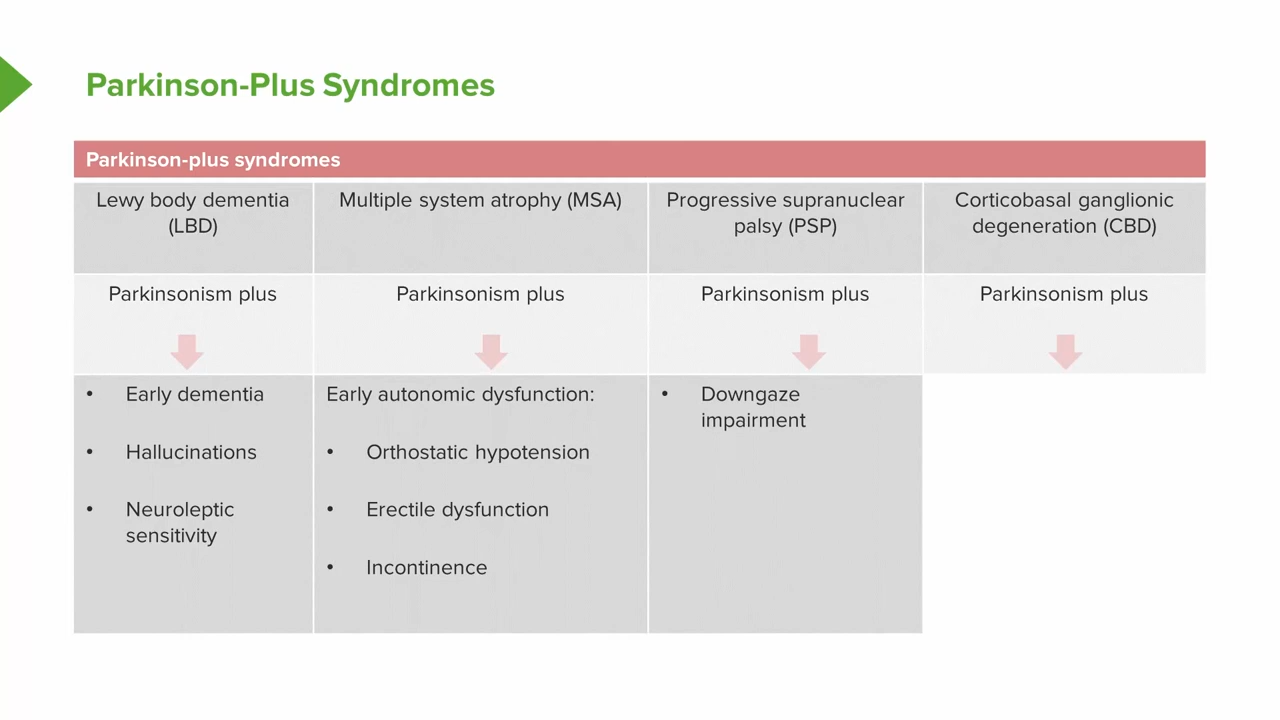 Parkinson-Plus Syndromes
Parkinson-plus syndromes
Lewy body dementia
(LBD)
Multiple system atrophy (MSA)
Progressive supranuclear
palsy (PSP)
Corticobasal ganglionic
degeneration (CBD)
Parkinsonism plus
Parkinsonism plus
Parkinsonism plus
Parkinsonism plus
• Early dementia
• Hallucinations
• Neuroleptic
sensitivity
Early autonomic dysfunction:
• Orthostatic hypotension
• Erectile dysfunction
• Incontinence
• Downgaze
impairment